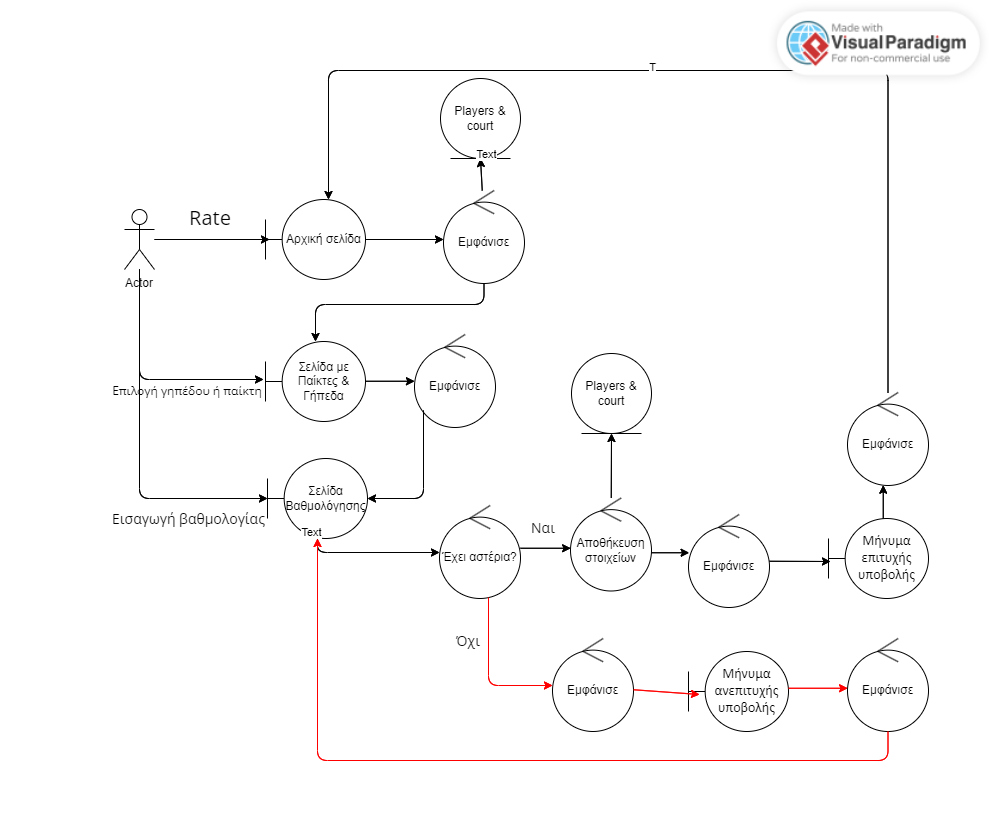 Made with
VisualParadigm
For non-commercial use
T
Players &
court
Text
Rate
Αρχική σελίδα
Εμφάνισε
Actor
Σελίδα με
Παίκτες &
Γήπεδα
Εμφάνισε
Επιλογή γηπέδου ή παίκτη
Players &
court
Εμφάνισε
Σελίδα
Βαθμολόγησης
Εισαγωγή βαθμολογίας
Text
Ναι
Έχει αστέρια?
Αποθήκευση
στοιχείων
Εμφάνισε
Μήνυμα
επιτυχής
υποβολής
Όχι
Εμφάνισε
Μήνυμα
ανεπιτυχής
υποβολής
Εμφάνισε